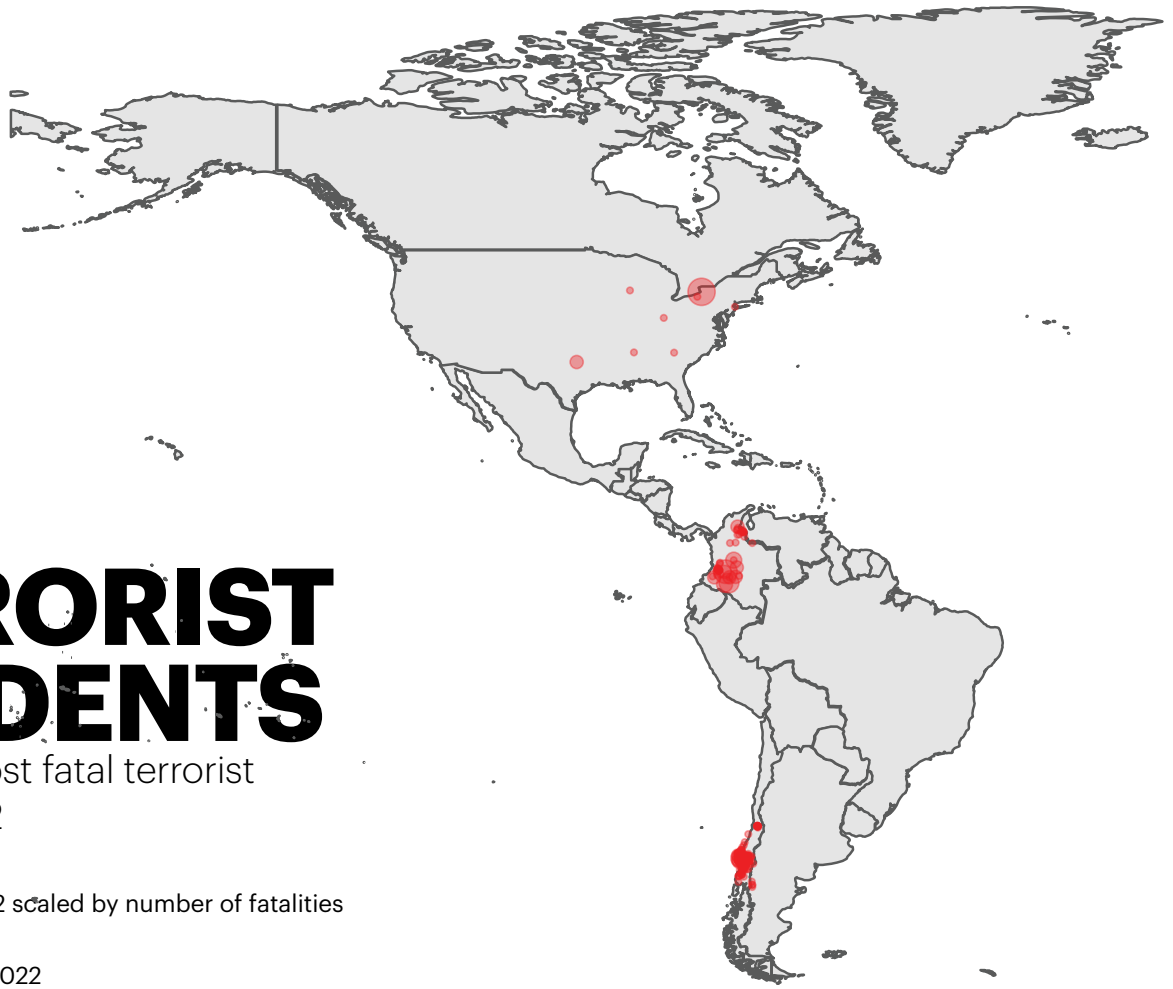 RORIST
DENTS
ost fatal terrorist
2
2 scaled by number of fatalities
022